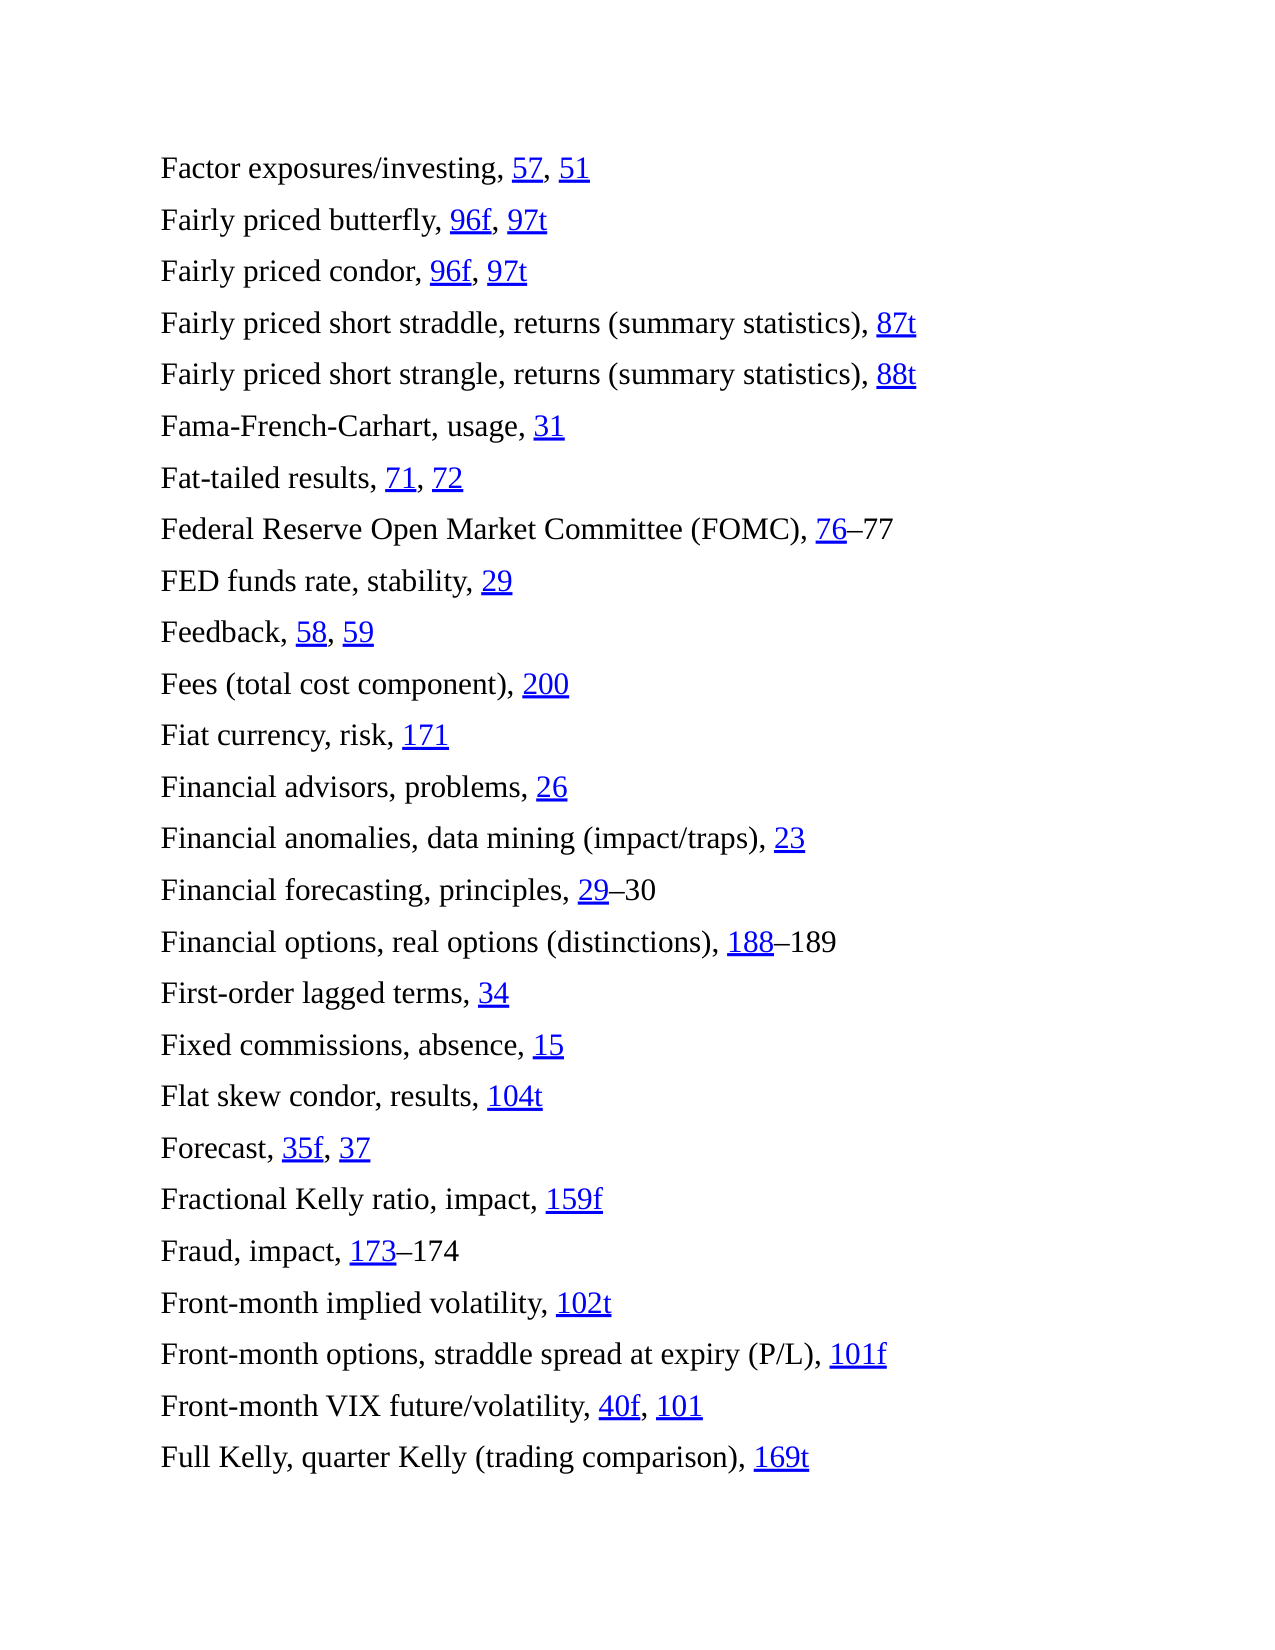 Factor exposures/investing, 57, 51
Fairly priced butterfly, 96f, 97t
Fairly priced condor, 96f, 97t
Fairly priced short straddle, returns (summary statistics), 87t
Fairly priced short strangle, returns (summary statistics), 88t
Fama-French-Carhart, usage, 31
Fat-tailed results, 71, 72
Federal Reserve Open Market Committee (FOMC), 76–77
FED funds rate, stability, 29
Feedback, 58, 59
Fees (total cost component), 200
Fiat currency, risk, 171
Financial advisors, problems, 26
Financial anomalies, data mining (impact/traps), 23
Financial forecasting, principles, 29–30
Financial options, real options (distinctions), 188–189
First-order lagged terms, 34
Fixed commissions, absence, 15
Flat skew condor, results, 104t
Forecast, 35f, 37
Fractional Kelly ratio, impact, 159f
Fraud, impact, 173–174
Front-month implied volatility, 102t
Front-month options, straddle spread at expiry (P/L), 101f
Front-month VIX future/volatility, 40f, 101
Full Kelly, quarter Kelly (trading comparison), 169t